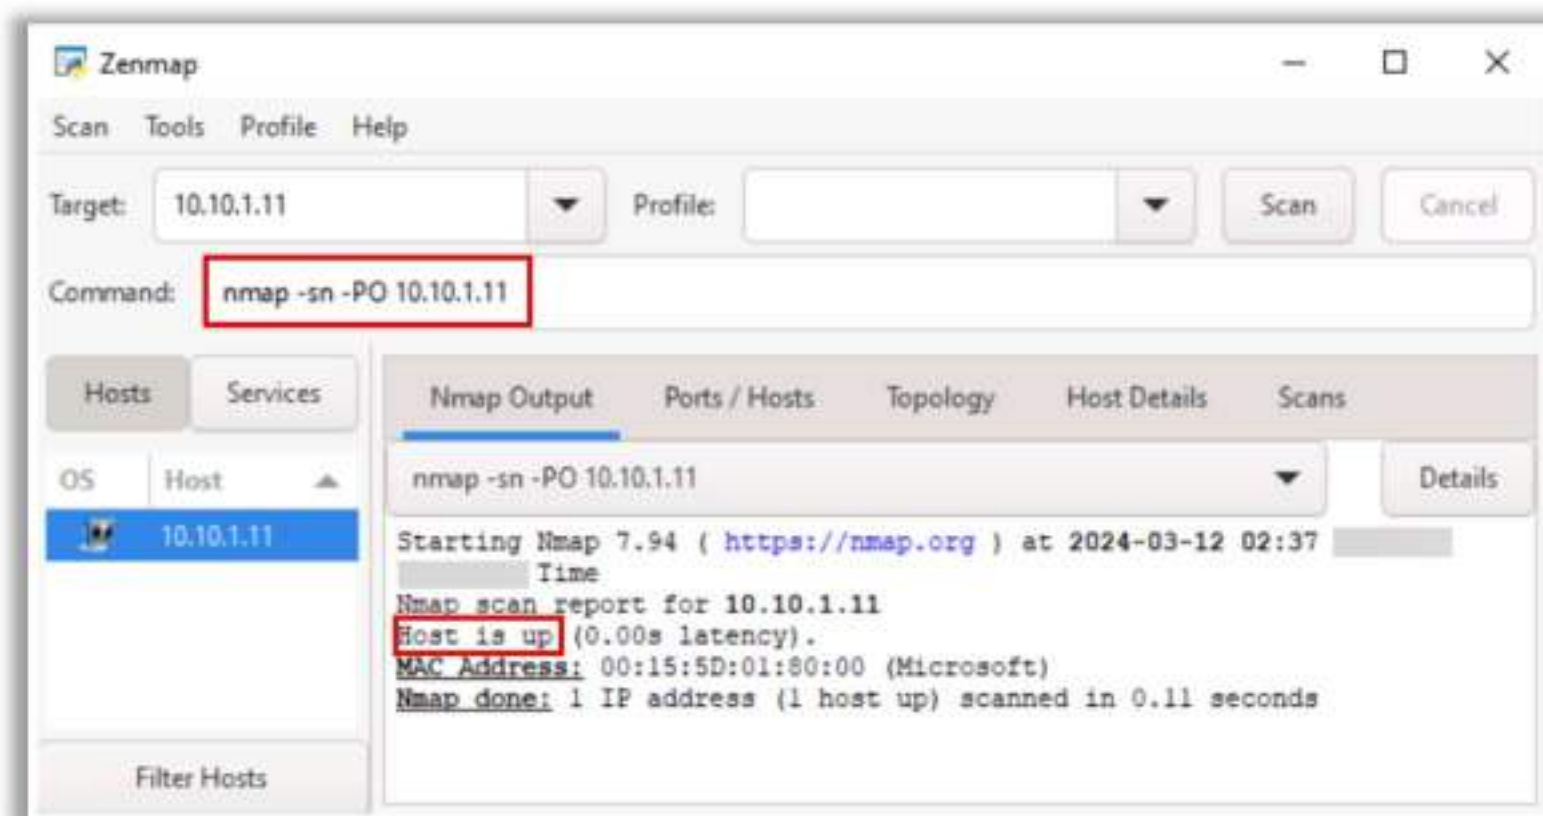 Zenmap
Scan Tools Profile Help
Target: 10.10.1.11 Profile: Scan Cancel
Command: nmap -sn -PO 10.10.1.11
Hosts Services
Nmap Output Ports / Hosts Topology Host Details Scans
OS Host
nmap -sn -PO 10.10.1.11 Details
10.10.1.11
Starting Nmap 7.94 ( https://nmap.org ) at 2024-03-12 02:37
Time
Nmap scan report for 10.10.1.11
Host is up (0.00s latency).
MAC Address: 00:15:5D:01:80:00 (Microsoft)
Nmap done: 1 IP address (1 host up) scanned in 0.11 seconds
Filter Hosts